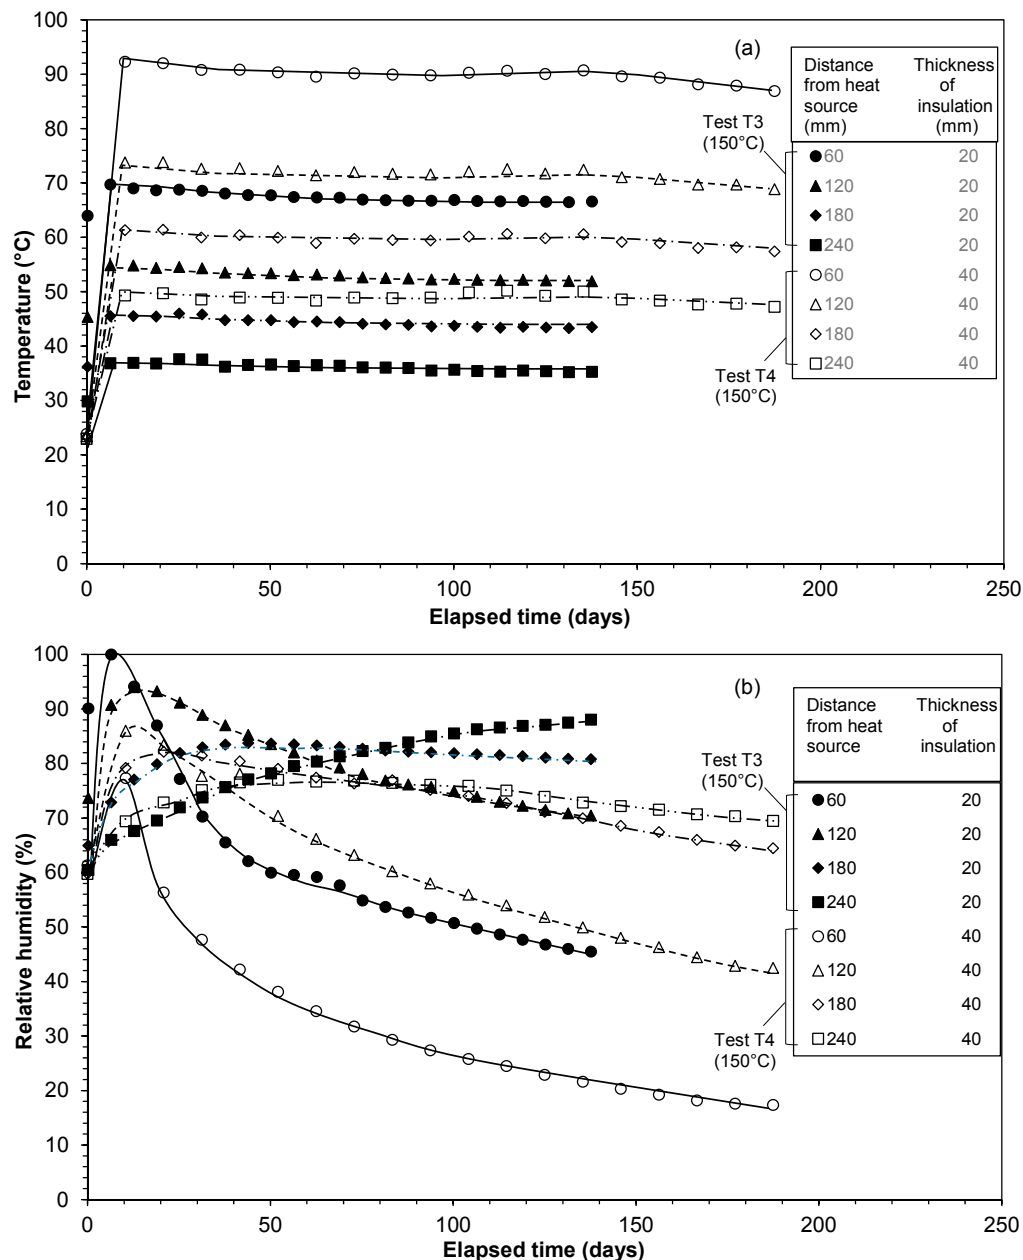 100
90
80
70
60
50
40
30
20
10
0
Temperature (°C)
0 50 100 150 200 250
Elapsed time (days)
(a)
Test T3
(150°C)
Test T4
(150°C)
Distance from heat source (mm) Thickness of insulation (mm)
60 20
120 20
180 20
240 20
60 40
120 40
180 40
240 40
100
90
80
70
60
50
40
30
20
10
0
Relative humidity (%)
0 50 100 150 200 250
Elapsed time (days)
(b)
Test T3
(150°C)
Test T4
(150°C)
Distance from heat source Thickness of insulation
60 20
120 20
180 20
240 20
60 40
120 40
180 40
240 40